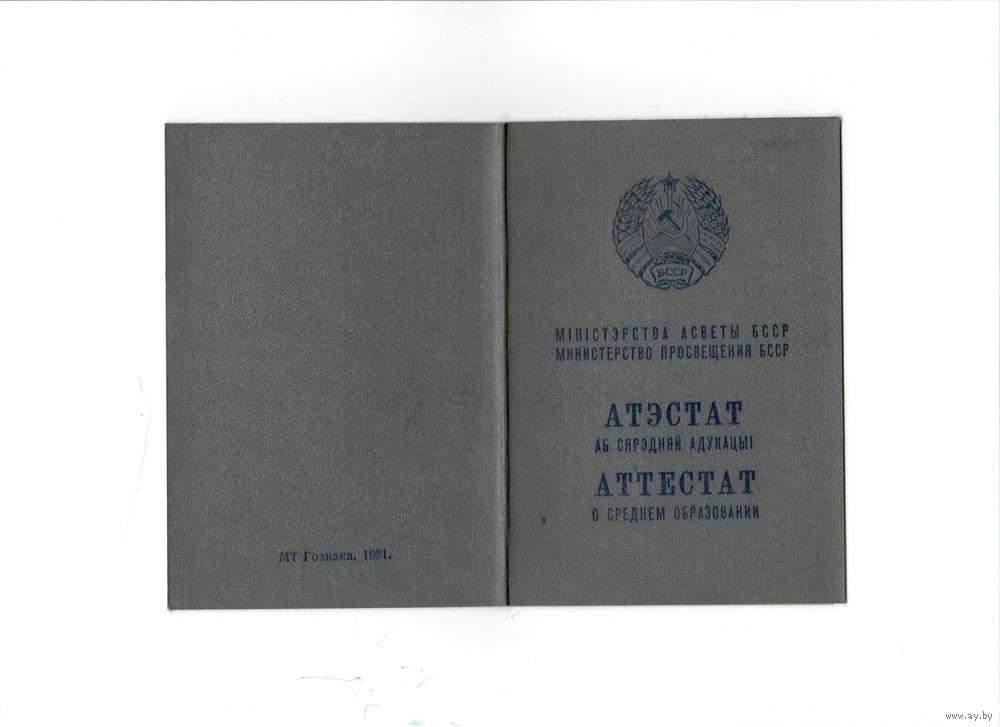 МТ Гознака. 1981.
БССР
МІНІСТЭРСТВА АСВЕТЫ БССР
МИНИСТЕРСТВО ПРОСВЕЩЕНИЯ БССР
АТЭСТАТ
АБ СЯРЭДНЯЙ АДУКАЦЫІ
АТТЕСТАТ
О СРЕДНЕМ ОБРАЗОВАНИИ
www.ay.by